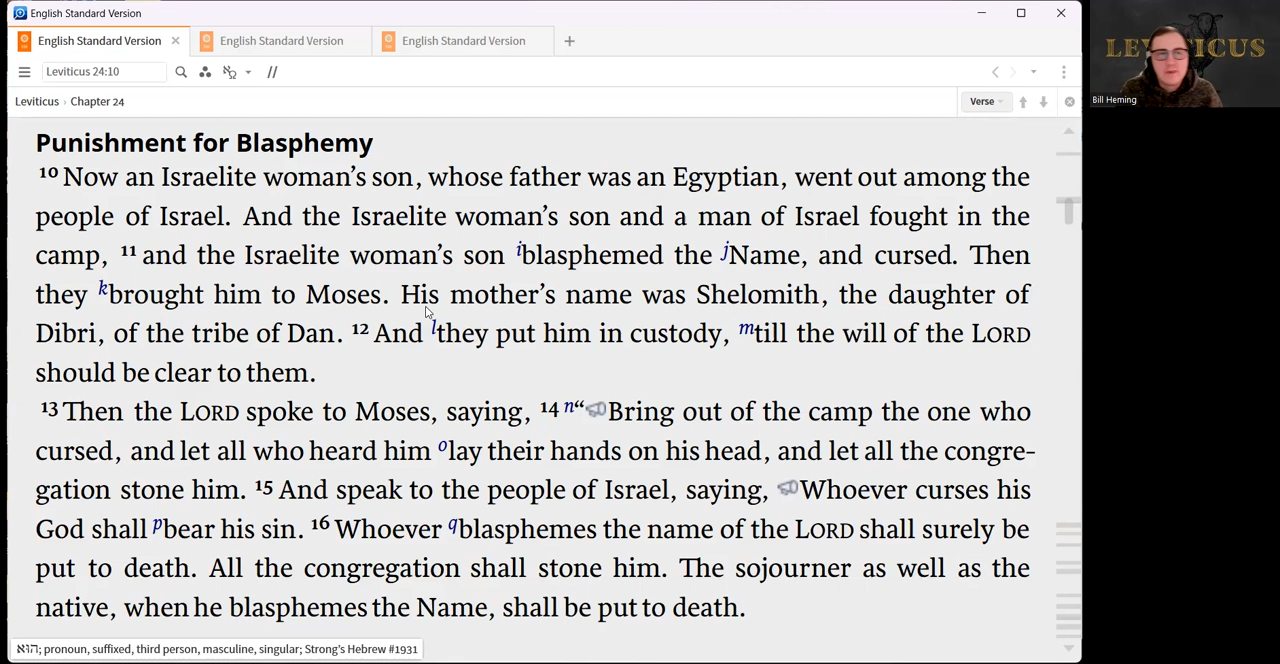 English Standard Version
English Standard Version
English Standard Version
English Standard Version
Leviticus 24:10
//
Leviticus › Chapter 24
Verse
Punishment for Blasphemy
10 Now an Israelite woman’s son, whose father was an Egyptian, went out among the
people of Israel. And the Israelite woman’s son and a man of Israel fought in the
camp, 11 and the Israelite woman’s son iblasphemed the jName, and cursed. Then
they kbrought him to Moses. His mother’s name was Shelomith, the daughter of
Dibri, of the tribe of Dan. 12 And lthey put him in custody, mtill the will of the LORD
should be clear to them.
13 Then the LORD spoke to Moses, saying, 14 n“Bring out of the camp the one who
cursed, and let all who heard him olay their hands on his head, and let all the congre-
gation stone him. 15 And speak to the people of Israel, saying, Whoever curses his
God shall pbear his sin. 16 Whoever qblasphemes the name of the LORD shall surely be
put to death. All the congregation shall stone him. The sojourner as well as the
native, when he blasphemes the Name, shall be put to death.
הוּא; pronoun, suffixed, third person, masculine, singular; Strong’s Hebrew #1931
Bill Heming